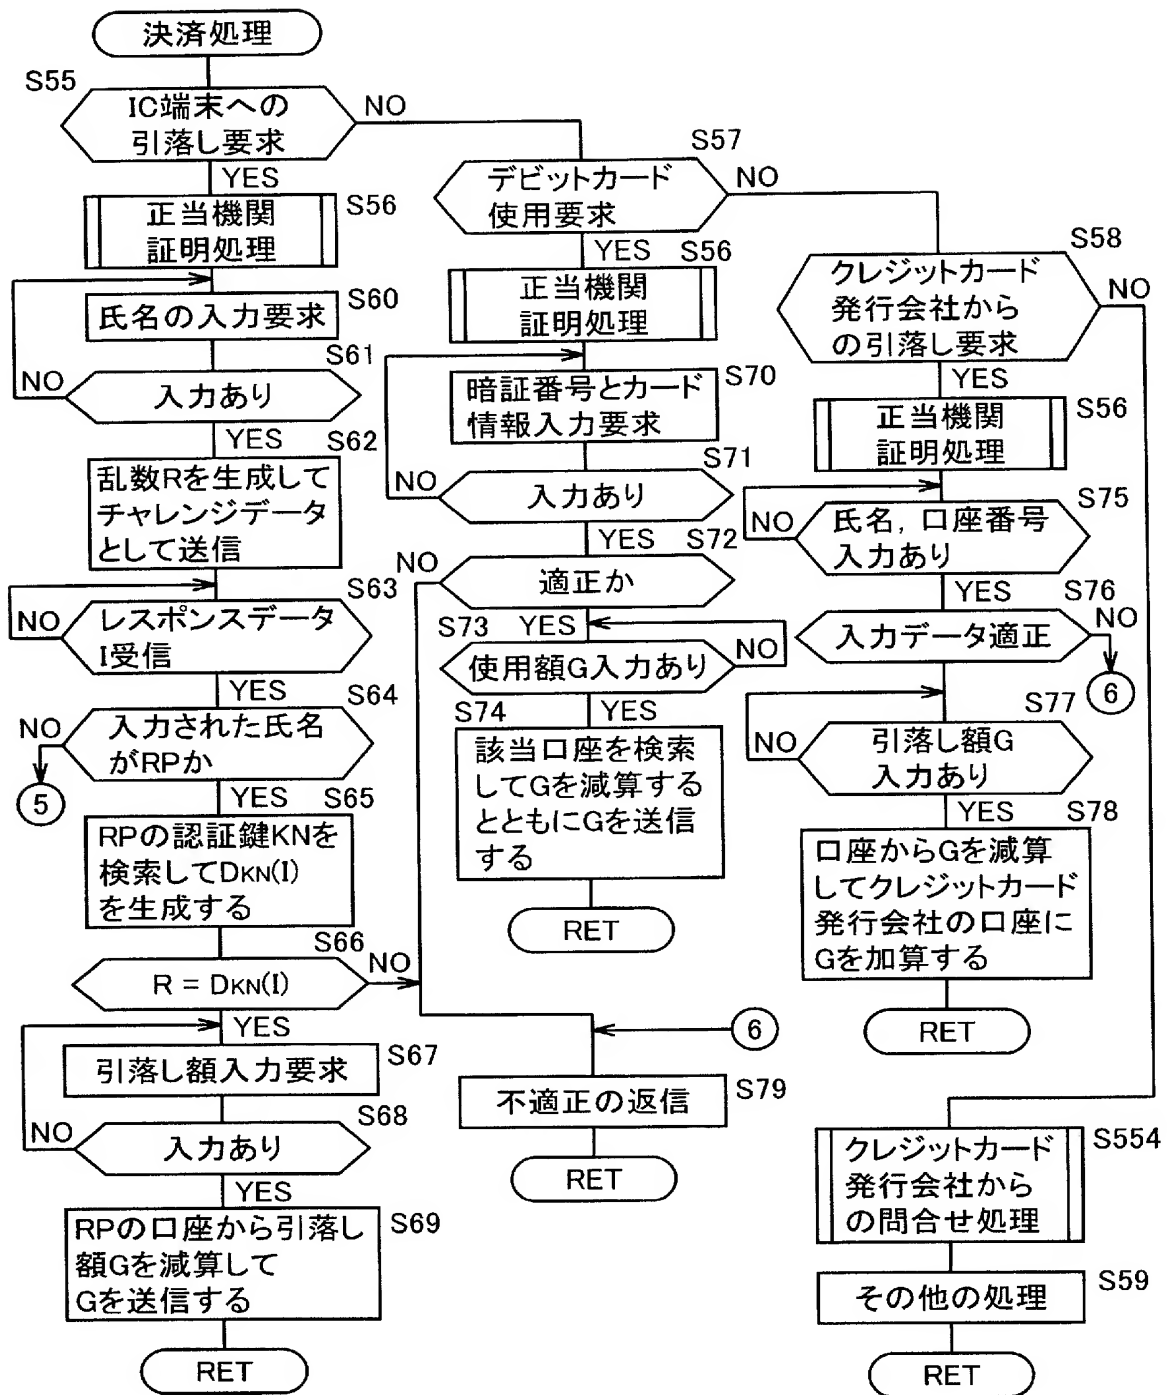 決済処理
S55
IC端末への
引落し要求
NO
YES
正当機関
証明処理
S56
氏名の入力要求
S60
S61
入力あり
NO
YES
S62
乱数Rを生成して
チャレンジデータ
として送信
S63
レスポンスデータ
I受信
NO
YES
S64
入力された氏名
がRPか
NO
5
YES
S65
RPの認証鍵KNを
検索してDKN(I)
を生成する
S66
R = DKN(I)
NO
YES
引落し額入力要求
S67
S68
入力あり
NO
YES
RPの口座から引落し
額Gを減算して
Gを送信する
S69
RET
S57
デビットカード
使用要求
NO
YES
S56
正当機関
証明処理
暗証番号とカード
情報入力要求
S70
S71
入力あり
NO
YES
S72
適正か
NO
S73
YES
使用額G入力あり
NO
S74
YES
該当口座を検索
してGを減算する
とともにGを送信
する
RET
6
不適正の返信
S79
RET
S58
クレジットカード
発行会社から
の引落し要求
NO
YES
正当機関
証明処理
S56
S75
氏名, 口座番号
入力あり
NO
YES
S76
入力データ適正
NO
6
S77
引落し額G
入力あり
NO
YES
S78
口座からGを減算
してクレジットカード
発行会社の口座に
Gを加算する
RET
クレジットカード
発行会社から
の問合せ処理
S554
その他の処理
S59
RET